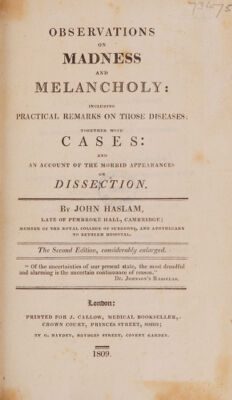 OBSERVATIONS
ON
MADNESS
AND
MELANCHOLY:
INCLUDING
PRACTICAL REMARKS ON THOSE DISEASES;
TOGETHER WITH
CASES:
AND
AN ACCOUNT OF THE MORBID APPEARANCES
ON
DISSECTION.
BY JOHN HASLAM,
LATE OF PEMBROKE HALL, CAMBRIDGE;
MEMBER OF THE ROYAL COLLEGE OF SURGEONS, AND APOTHECARY
TO BETHLEM HOSPITAL.
The Second Edition, considerably enlarged.
"Of the uncertainties of our present state, the most dreadful
and alarming is the uncertain continuance of reason."
DR. JOHNSON'S RASSELAS.
London:
PRINTED FOR J. CALLOW, MEDICAL BOOKSELLER,
CROWN COURT, PRINCES STREET, SOHO;
BY G. HAYDEN, BRYDGES STREET, COVENT GARDEN.
1809.